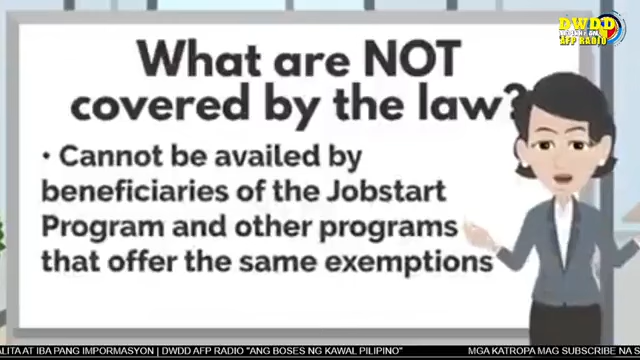 DWDD
AFP RADIO
What are NOT
covered by the law?
• Cannot be availed by
beneficiaries of the Jobstart
Program and other programs
that offer the same exemptions
ALITA AT IBA PANG IMPORMASYON | DWDD AFP RADIO "ANG BOSES NG KAWAL PILIPINO"
MGA KATROPA MAG SUBSCRIBE NA S